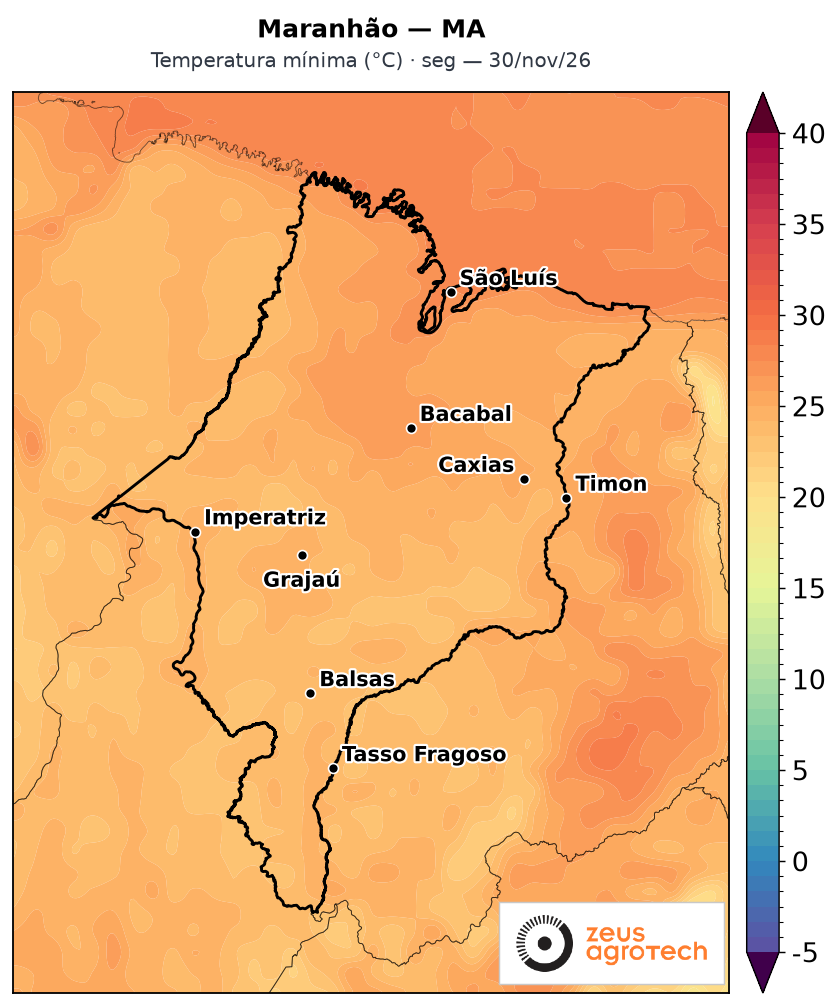 Maranhão — MA
Temperatura mínima (°C) · seg — 30/nov/26
40
35
30
25
20
15
10
5
0
-5
São Luís
Bacabal
Caxias
Timon
Imperatriz
Grajaú
Balsas
Tasso Fragoso
zeus
agrotech